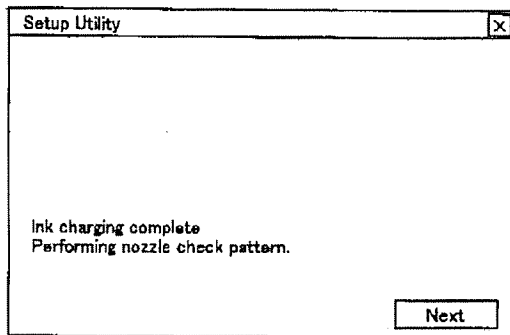 Setup Utility
Ink charging complete
Performing nozzle check pattern.
Next